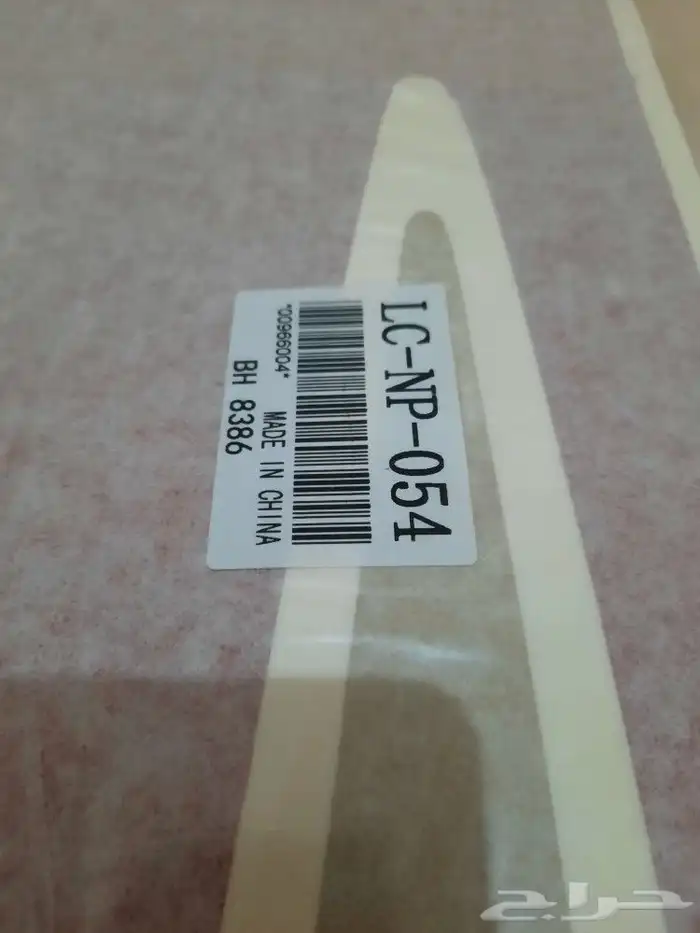 LC-NP-054
*00966004*
MADE IN CHINA
BH 8386
حراج